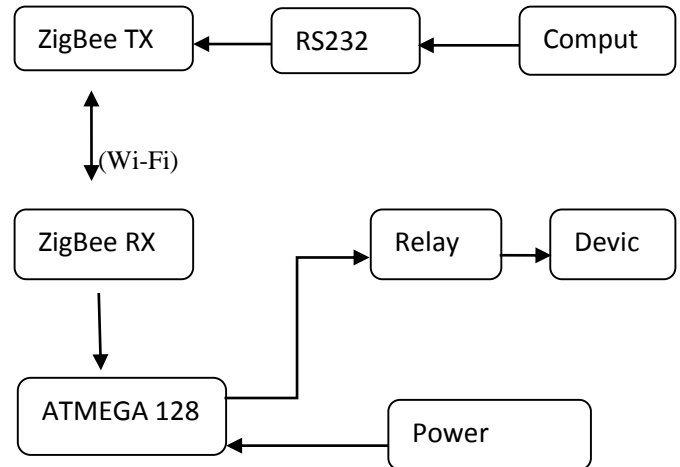 ZigBee TX
RS232
Comput
(Wi-Fi)
ZigBee RX
Relay
Devic
ATMEGA 128
Power